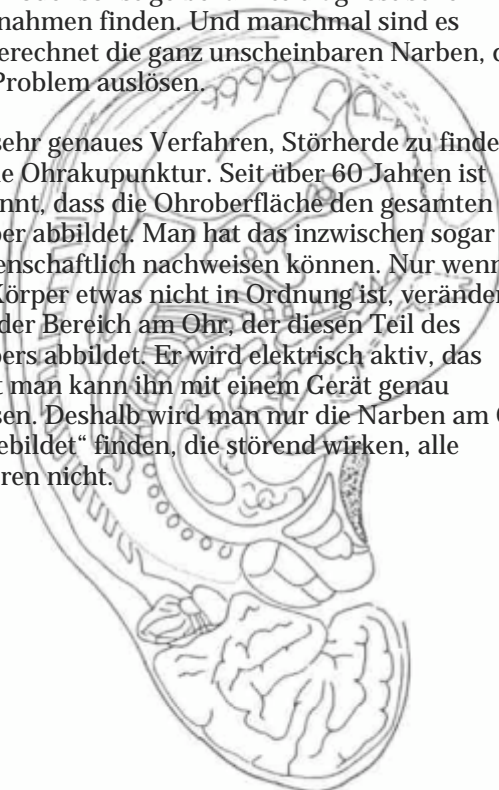 nahmen finden. Und manchmal sind es
erechnet die ganz unscheinbaren Narben, d
Problem auslösen.
sehr genaues Verfahren, Störherde zu finde
e Ohrakupunktur. Seit über 60 Jahren ist
annt, dass die Ohroberfläche den gesamten
per abbildet. Man hat das inzwischen sogar
enschaftlich nachweisen können. Nur wenn
Körper etwas nicht in Ordnung ist, veränder
der Bereich am Ohr, der diesen Teil des
pers abbildet. Er wird elektrisch aktiv, das
t man kann ihn mit einem Gerät genau
sen. Deshalb wird man nur die Narben am O
ebildet“ finden, die störend wirken, alle
ren nicht.